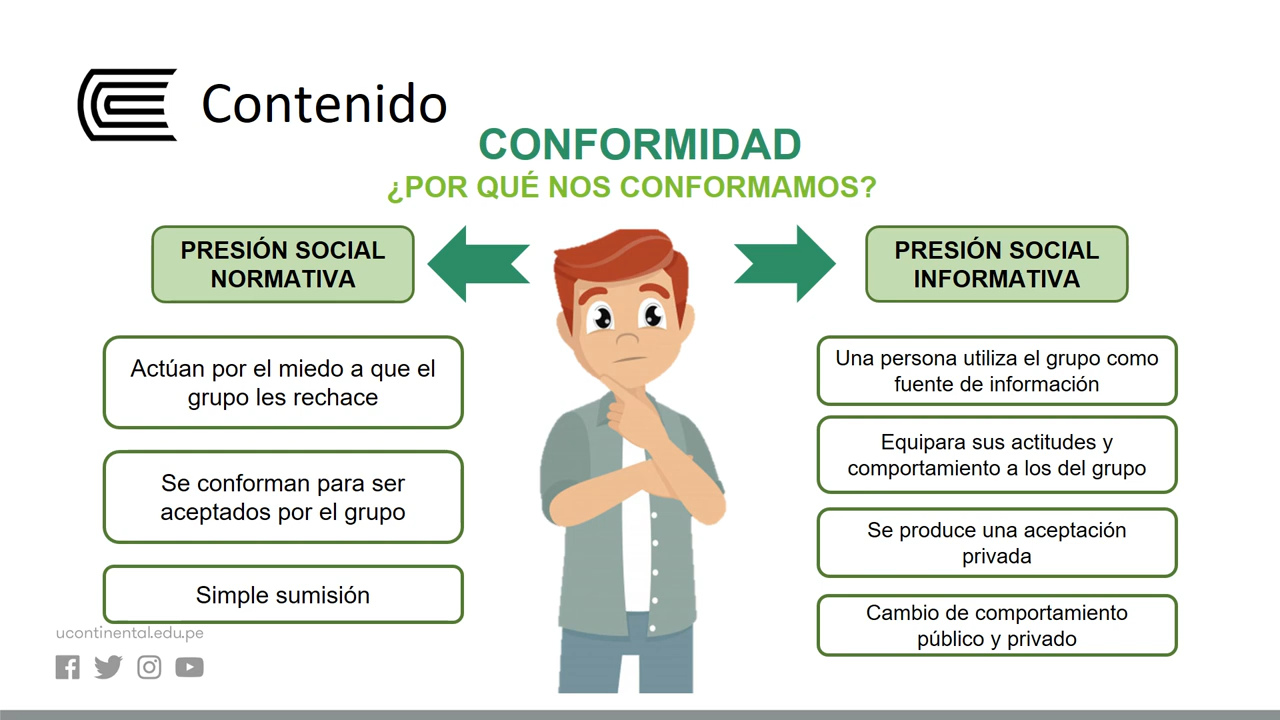 Contenido
CONFORMIDAD
¿POR QUÉ NOS CONFORMAMOS?
PRESIÓN SOCIAL
NORMATIVA
Actúan por el miedo a que el
grupo les rechace
Se conforman para ser
aceptados por el grupo
Simple sumisión
PRESIÓN SOCIAL
INFORMATIVA
Una persona utiliza el grupo como
fuente de información
Equipara sus actitudes y
comportamiento a los del grupo
Se produce una aceptación
privada
Cambio de comportamiento
público y privado
ucontinental.edu.pe